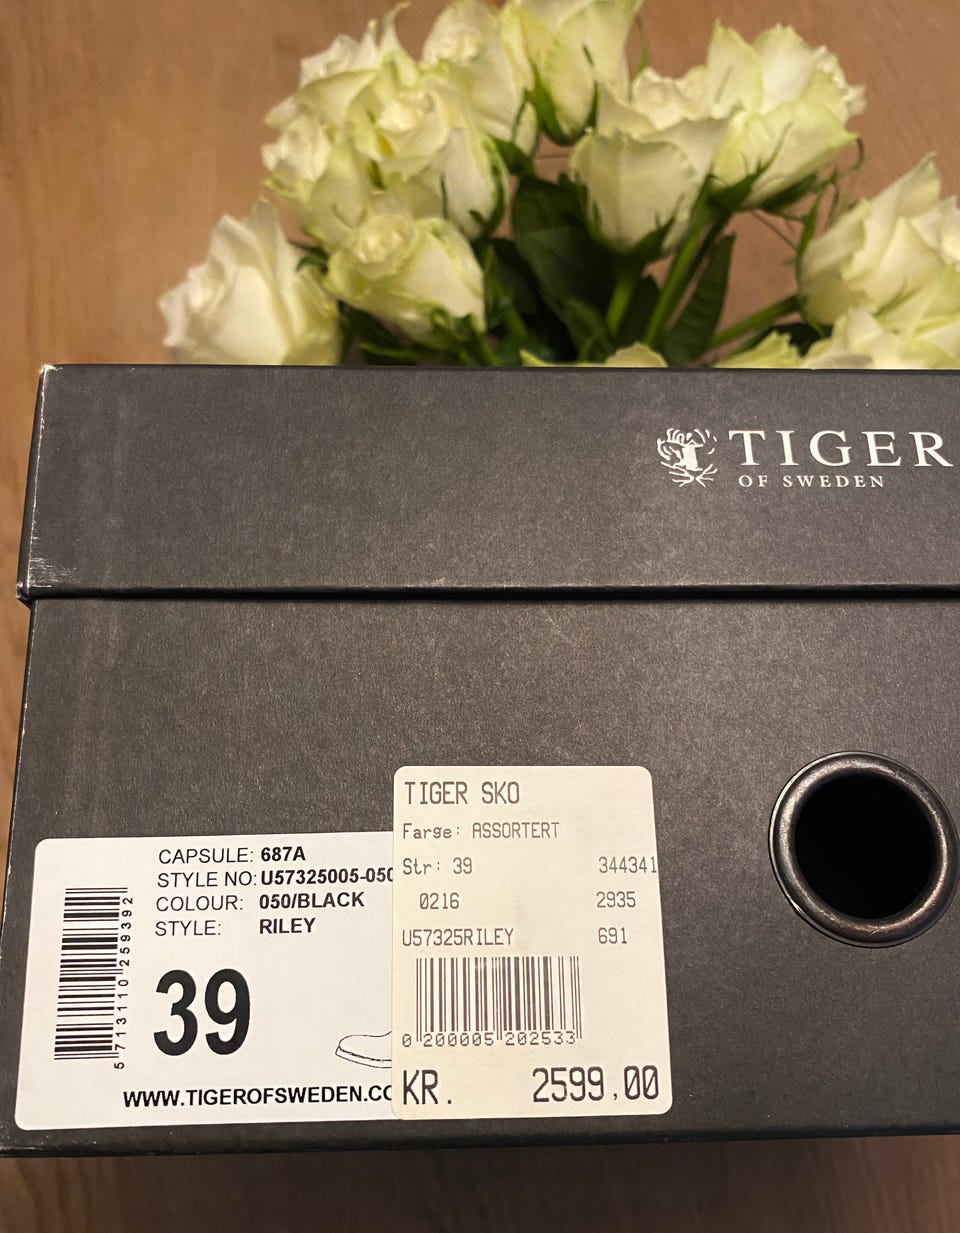 TIGER
OF SWEDEN
CAPSULE: 687A
STYLE NO: U57325005-050
COLOUR: 050/BLACK
STYLE: RILEY
39
5 713110 259392
WWW.TIGEROFSWEDEN.CO
TIGER SKO
Farge: ASSORTERT
Str: 39 344341
0216 2935
U57325RILEY 691
0 200005 202533
KR. 2599,00